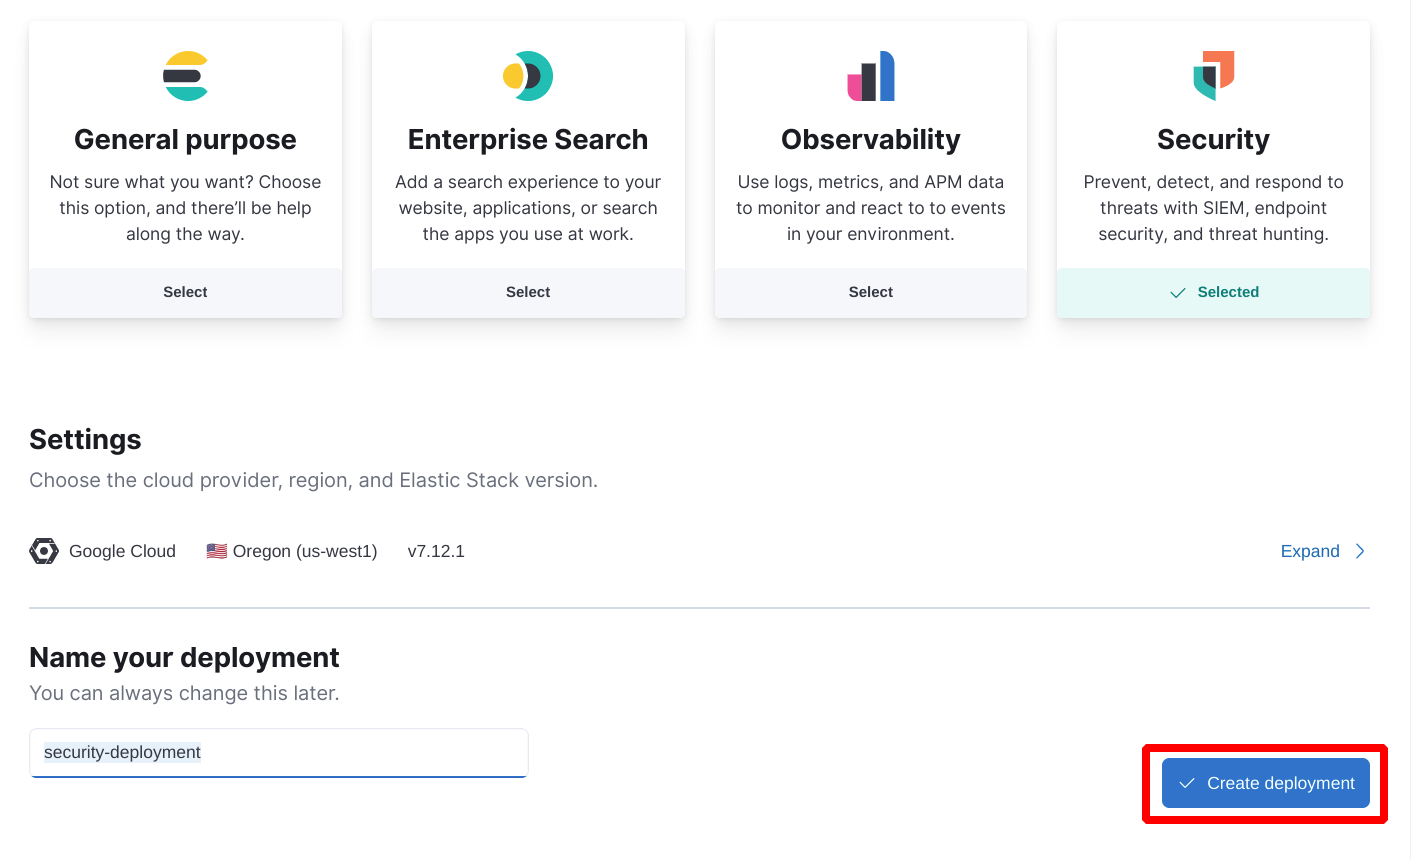 General purpose
Not sure what you want? Choose
this option, and there’ll be help
along the way.
Select
Enterprise Search
Add a search experience to your
website, applications, or search
the apps you use at work.
Select
Observability
Use logs, metrics, and APM data
to monitor and react to to events
in your environment.
Select
Security
Prevent, detect, and respond to
threats with SIEM, endpoint
security, and threat hunting.
Selected
Settings
Choose the cloud provider, region, and Elastic Stack version.
Google Cloud Oregon (us-west1) v7.12.1 Expand
Name your deployment
You can always change this later.
security-deployment
Create deployment